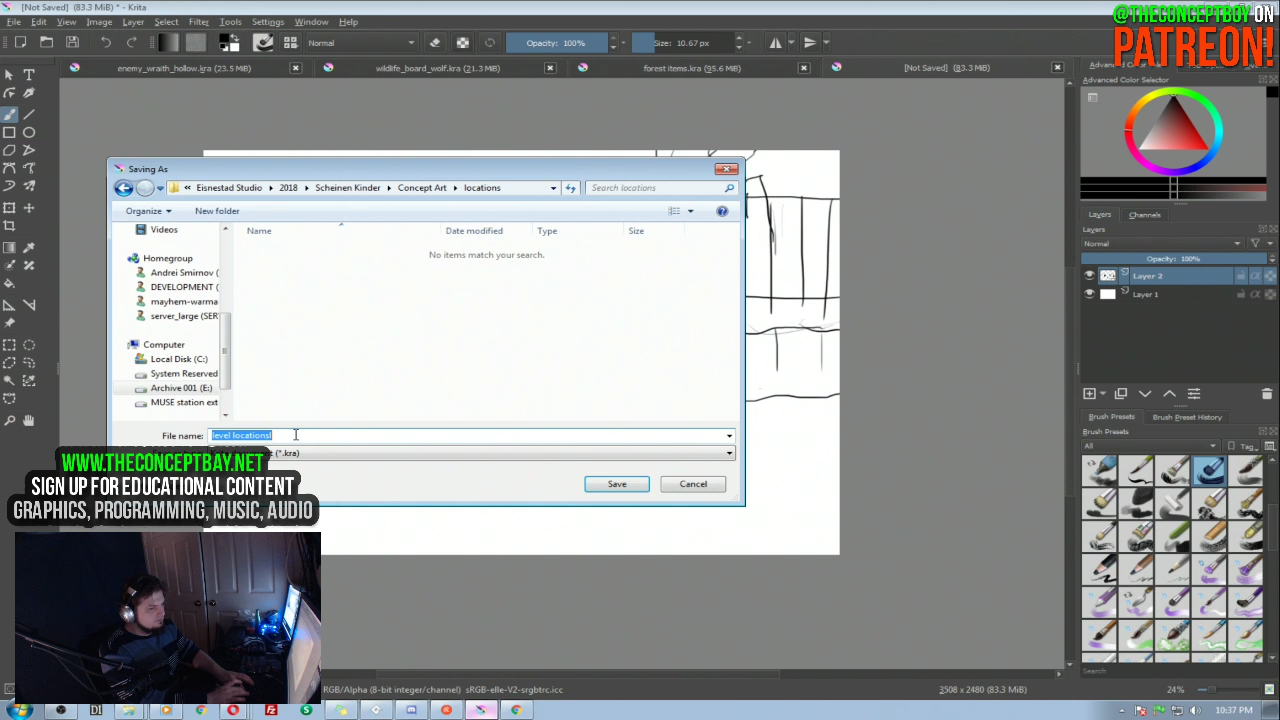 [Not Saved] (83.3 MiB) * - Krita
@THECONCEPTBOY ON
PATREON!
File Edit View Image Layer Select Filter Tools Settings Window Help
Normal
Opacity: 100%
Size: 10.67 px
enemy_wraith_hollow.kra (23.5 MiB)
wildlife_board_wolf.kra (21.3 MiB)
forest items.kra (95.6 MiB)
[Not Saved] (83.3 MiB)
Advanced Color Selector
Saving As
« Eisnestad Studio 2018 Scheinen Kinder Concept Art locations
Search locations
Organize
New folder
Videos
Homegroup
Andrei Smirnov (
DEVELOPMENT (
mayhem-warma
server_large (SER
Computer
Local Disk (C:)
System Reserved
Archive 001 (E:)
MUSE station ext
Name
Date modified
Type
Size
No items match your search.
File name: level locations
(*.kra)
Save
Cancel
Layers
Channels
Layers
Normal
Opacity: 100%
Layer 2
Layer 1
Brush Presets
Brush Preset History
Brush Presets
All
Tag
Search
WWW.THECONCEPTBAY.NET
SIGN UP FOR EDUCATIONAL CONTENT
GRAPHICS, PROGRAMMING, MUSIC, AUDIO
RGB/Alpha (8-bit integer/channel) sRGB-elle-V2-srgbtrc.icc
3508 x 2480 (83.3 MiB)
24%
10:37 PM